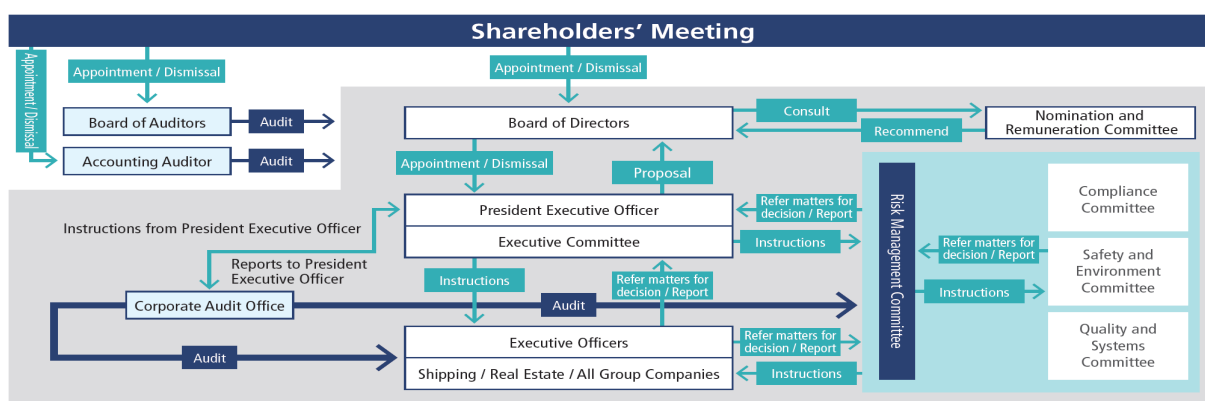 Shareholders' Meeting
Appointment / Dismissal
Appointment / Dismissal
Appointment / Dismissal
Board of Auditors
Audit
Accounting Auditor
Audit
Board of Directors
Consult
Recommend
Nomination and
Remuneration Committee
Appointment / Dismissal
Proposal
President Executive Officer
Executive Committee
Refer matters for
decision / Report
Instructions
Instructions from President Executive Officer
Reports to President
Executive Officer
Corporate Audit Office
Audit
Audit
Instructions
Refer matters for
decision / Report
Executive Officers
Shipping / Real Estate / All Group Companies
Refer matters for
decision / Report
Instructions
Risk Management Committee
Refer matters for
decision / Report
Instructions
Compliance
Committee
Safety and
Environment
Committee
Quality and
Systems
Committee